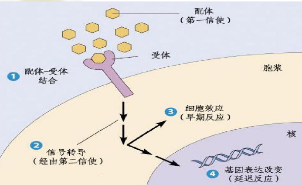 配体
（第一信使）
受体
1
配体-受体
结合
胞浆
3 细胞效应
（早期反应）
2
信号转导
（经由第二信使）
核
4 基因表达改变
（延迟反应）